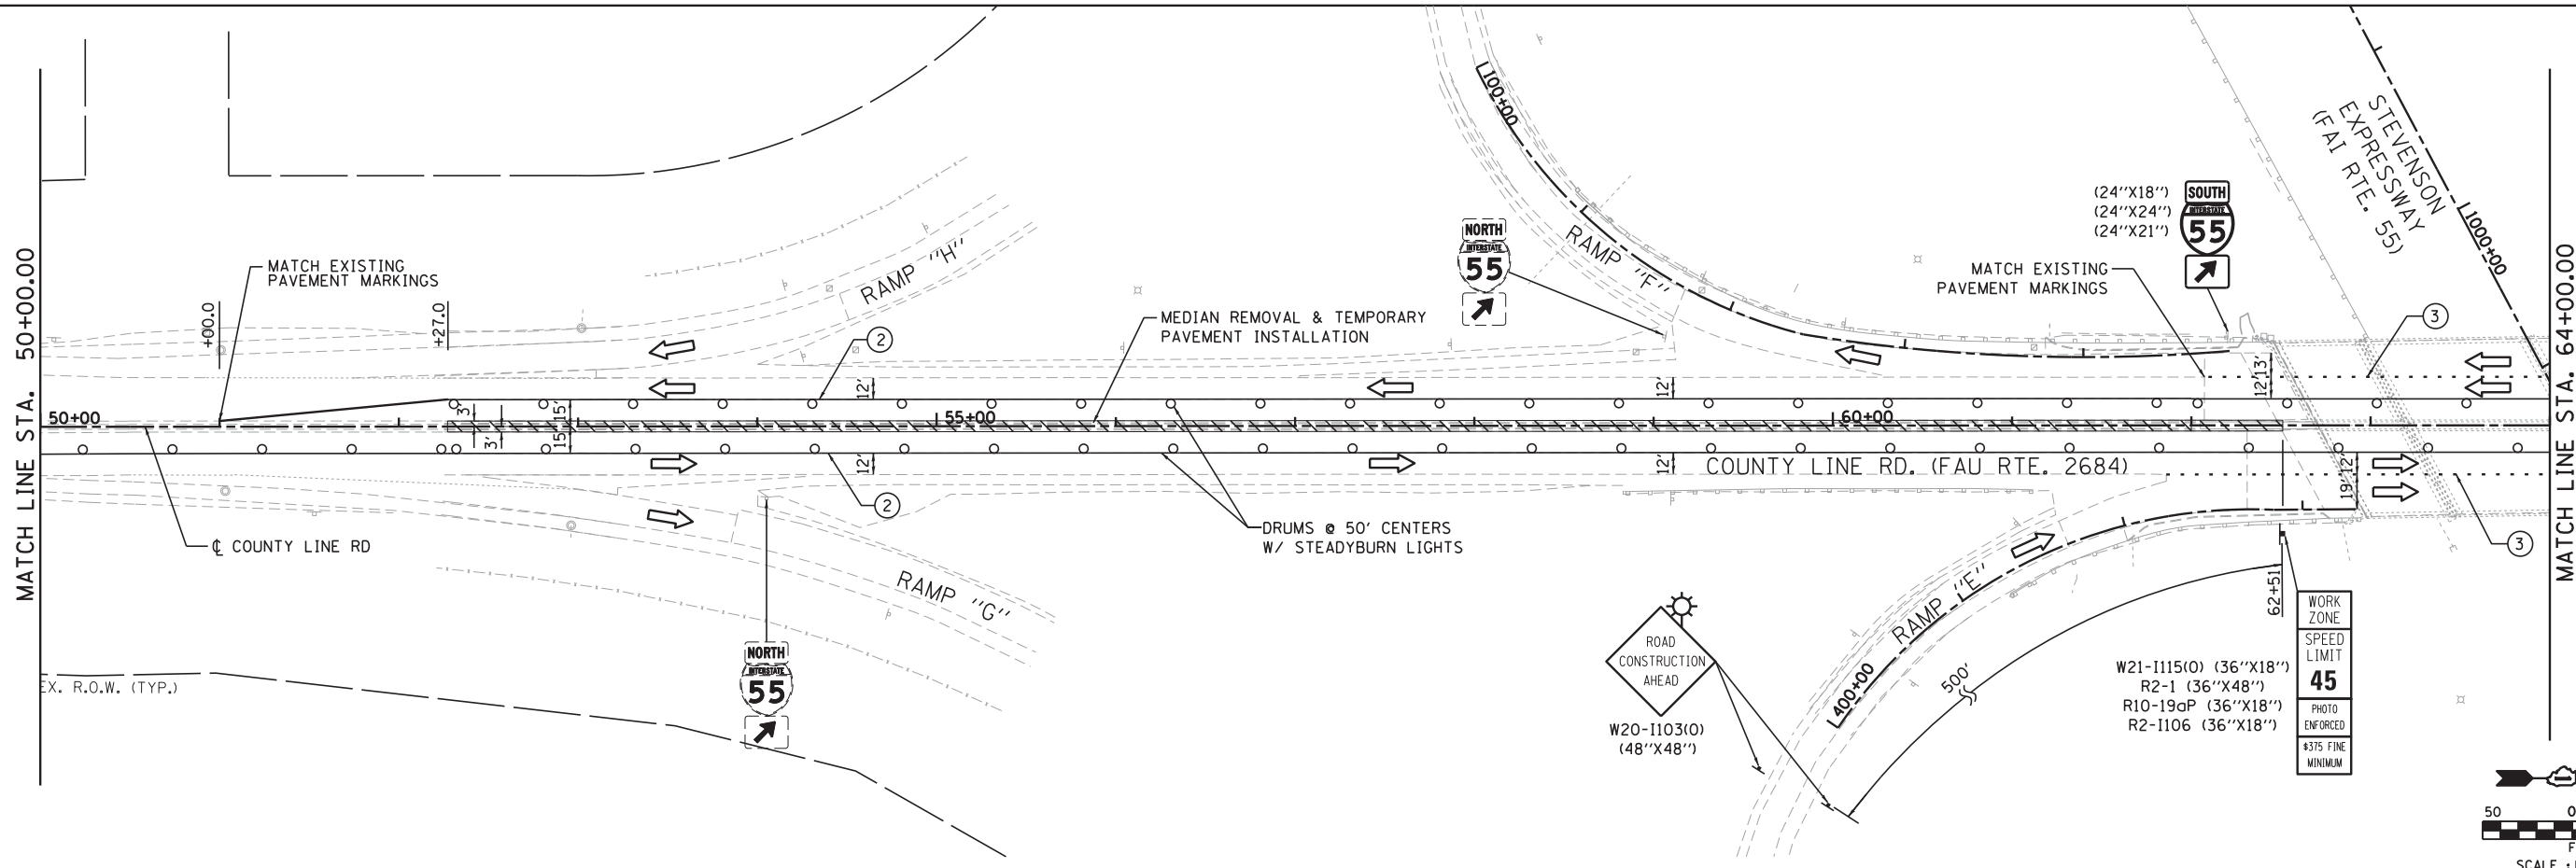 MATCH LINE STA. 50+00.00
MATCH EXISTING
PAVEMENT MARKINGS
+00.0
+27.0
RAMP "H"
2
MEDIAN REMOVAL & TEMPORARY
PAVEMENT INSTALLATION
NORTH
INTERSTATE
55
100+00
RAMP "F"
(24''X18'')
(24''X24'')
(24''X21'')
SOUTH
INTERSTATE
55
MATCH EXISTING
PAVEMENT MARKINGS
STEVENSON
EXPRESSWAY
(FAI RTE. 55)
1000+00
3
MATCH LINE STA. 64+00.00
12'
12'
12'13'
50+00
3'
3'
15'
15'
55+00
60+00
12'
12'
COUNTY LINE RD. (FAU RTE. 2684)
19'12'
2
3
℄ COUNTY LINE RD
DRUMS @ 50' CENTERS
W/ STEADYBURN LIGHTS
RAMP "G"
RAMP "E"
400+00
500'
62+51
NORTH
INTERSTATE
55
EX. R.O.W. (TYP.)
ROAD
CONSTRUCTION
AHEAD
W20-I103(O)
(48''X48'')
W21-I115(O) (36''X18'')
R2-1 (36''X48'')
R10-19aP (36''X18'')
R2-I106 (36''X18'')
WORK
ZONE
SPEED
LIMIT
45
PHOTO
ENFORCED
$375 FINE
MINIMUM
50 0